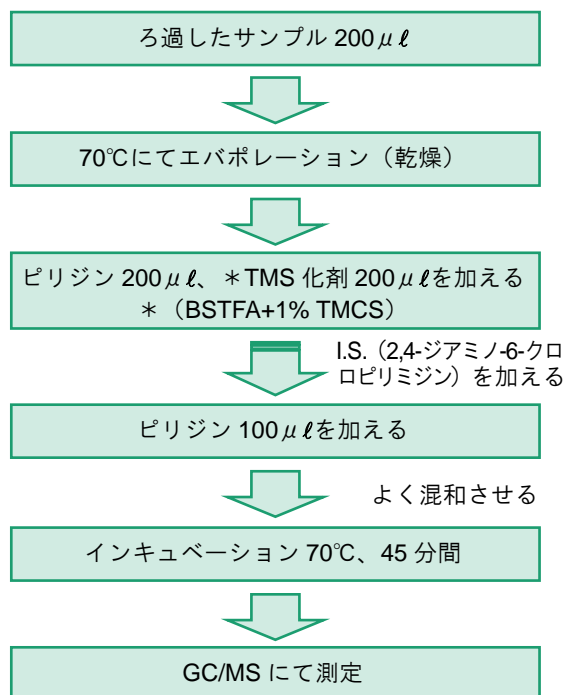 ろ過したサンプル 200μℓ
70℃にてエバポレーション（乾燥）
ピリジン 200μℓ、＊TMS 化剤 200μℓを加える
＊（BSTFA+1% TMCS）
I.S.（2,4-ジアミノ-6-クロ
ロピリミジン）を加える
ピリジン 100μℓを加える
よく混和させる
インキュベーション 70℃、45 分間
GC/MS にて測定